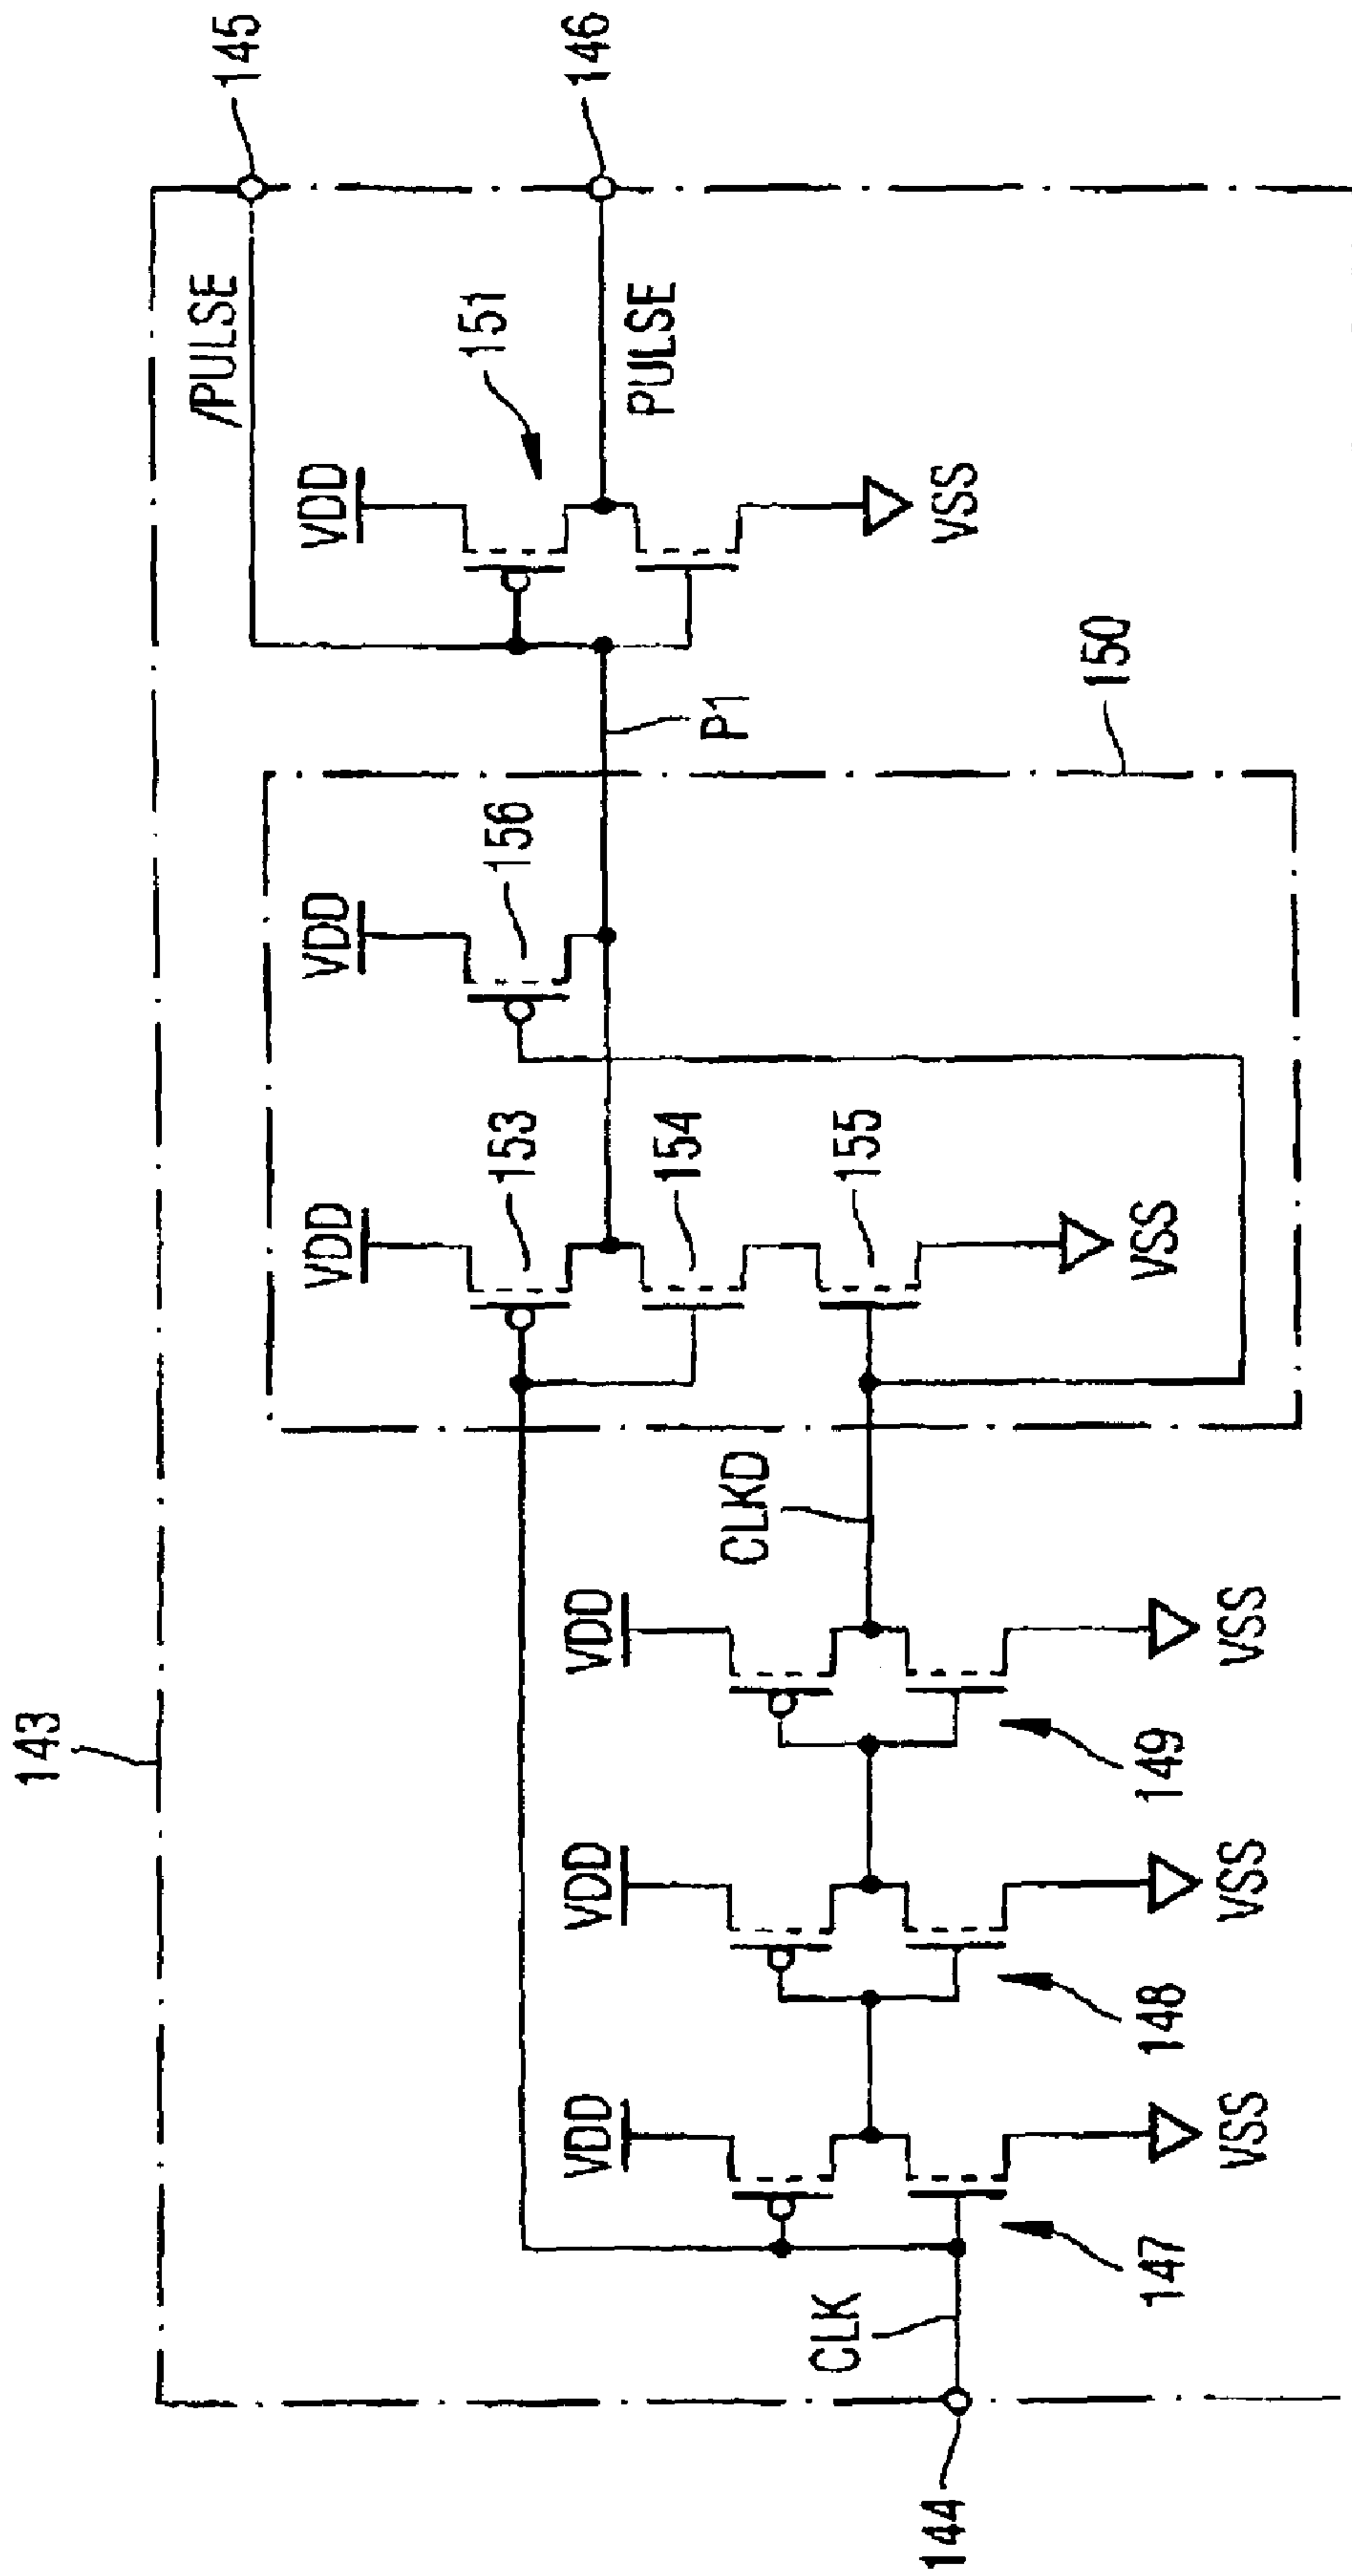 143
144
CLK
147
VDD
VSS
148
VDD
VSS
149
VDD
VSS
CLKD
150
VDD
153
154
155
VSS
VDD
156
P1
VDD
151
VSS
/PULSE
145
PULSE
146